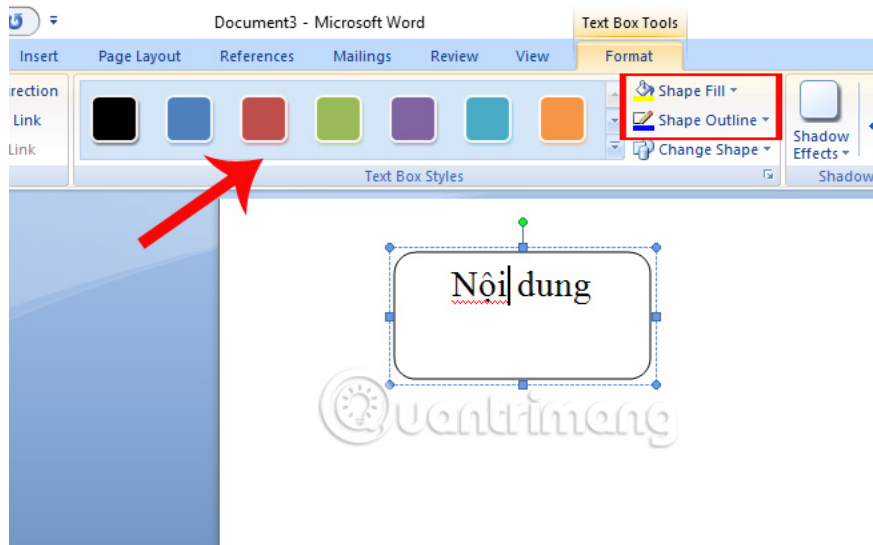 Document3 - Microsoft Word
Text Box Tools
Insert Page Layout References Mailings Review View Format
rection
Link
Link
Shape Fill
Shape Outline
Change Shape
Shadow
Effects
Text Box Styles
Shadow
Nội dung
Quantrimang